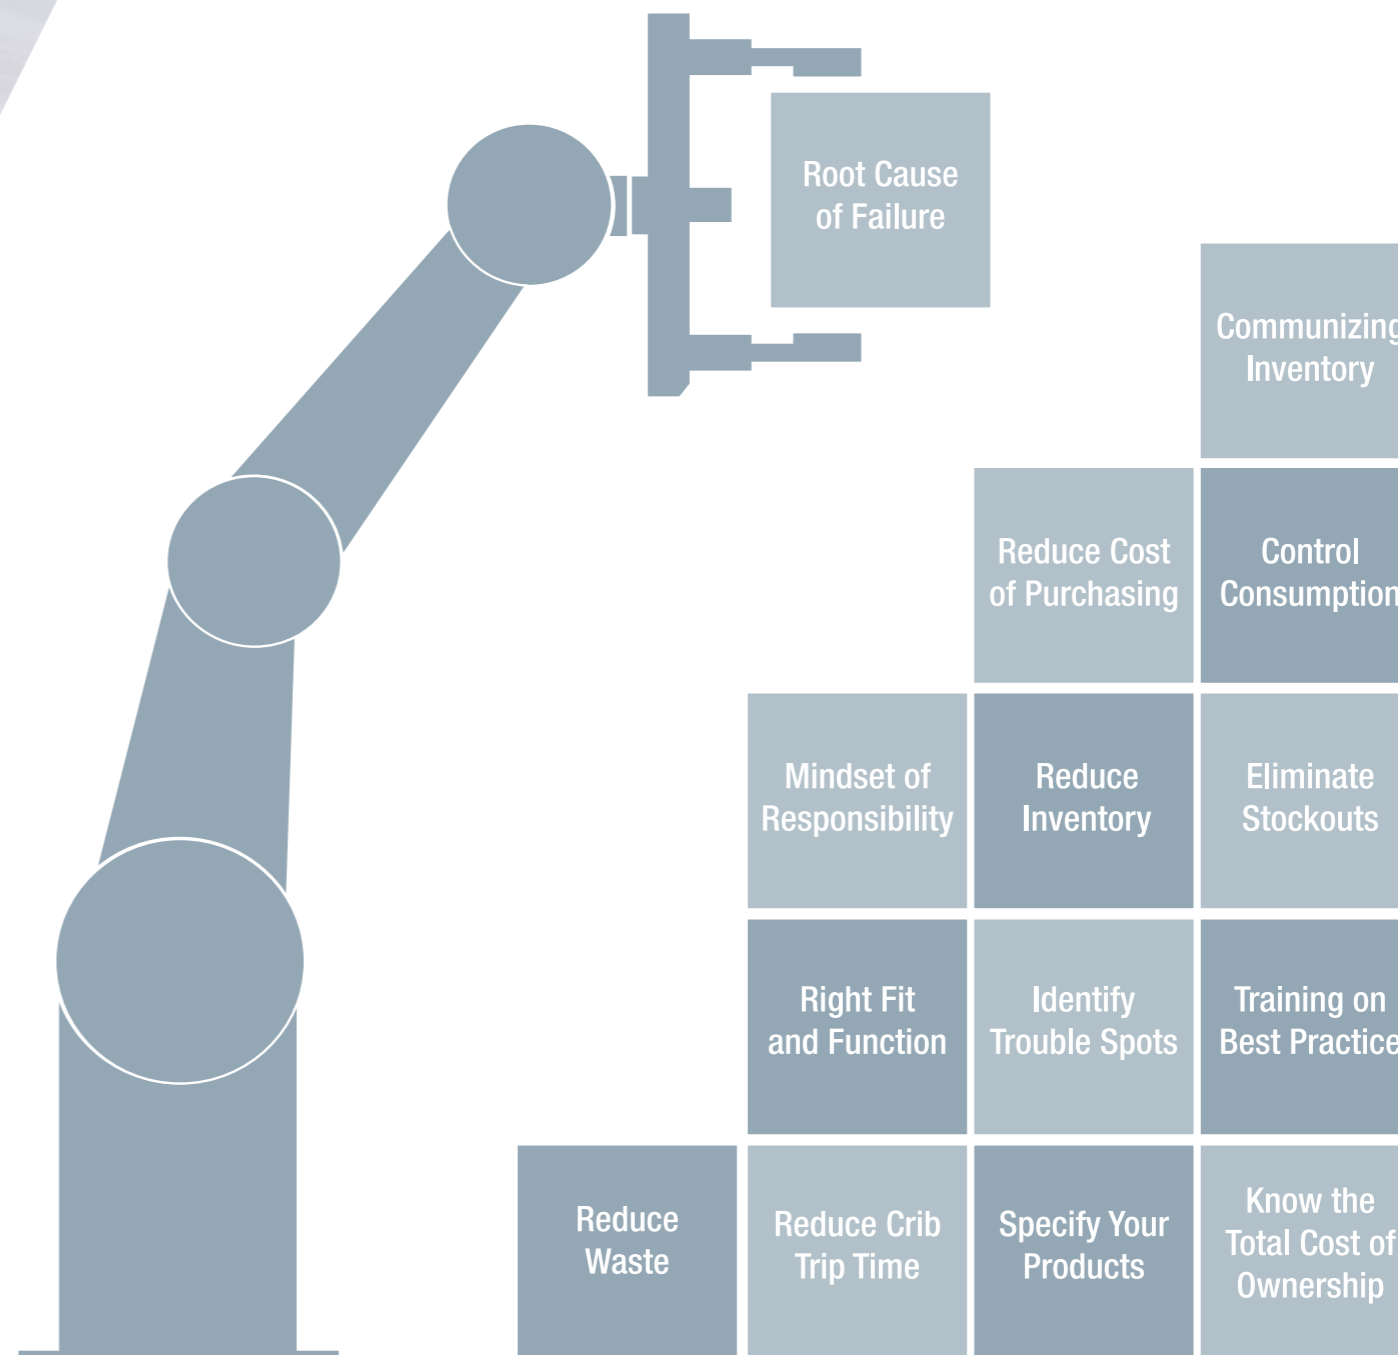 Root Cause
of Failure
Communizing
Inventory
Reduce Cost
of Purchasing
Control
Consumption
Mindset of
Responsibility
Reduce
Inventory
Eliminate
Stockouts
Right Fit
and Function
Identify
Trouble Spots
Training on
Best Practice
Reduce
Waste
Reduce Crib
Trip Time
Specify Your
Products
Know the
Total Cost of
Ownership